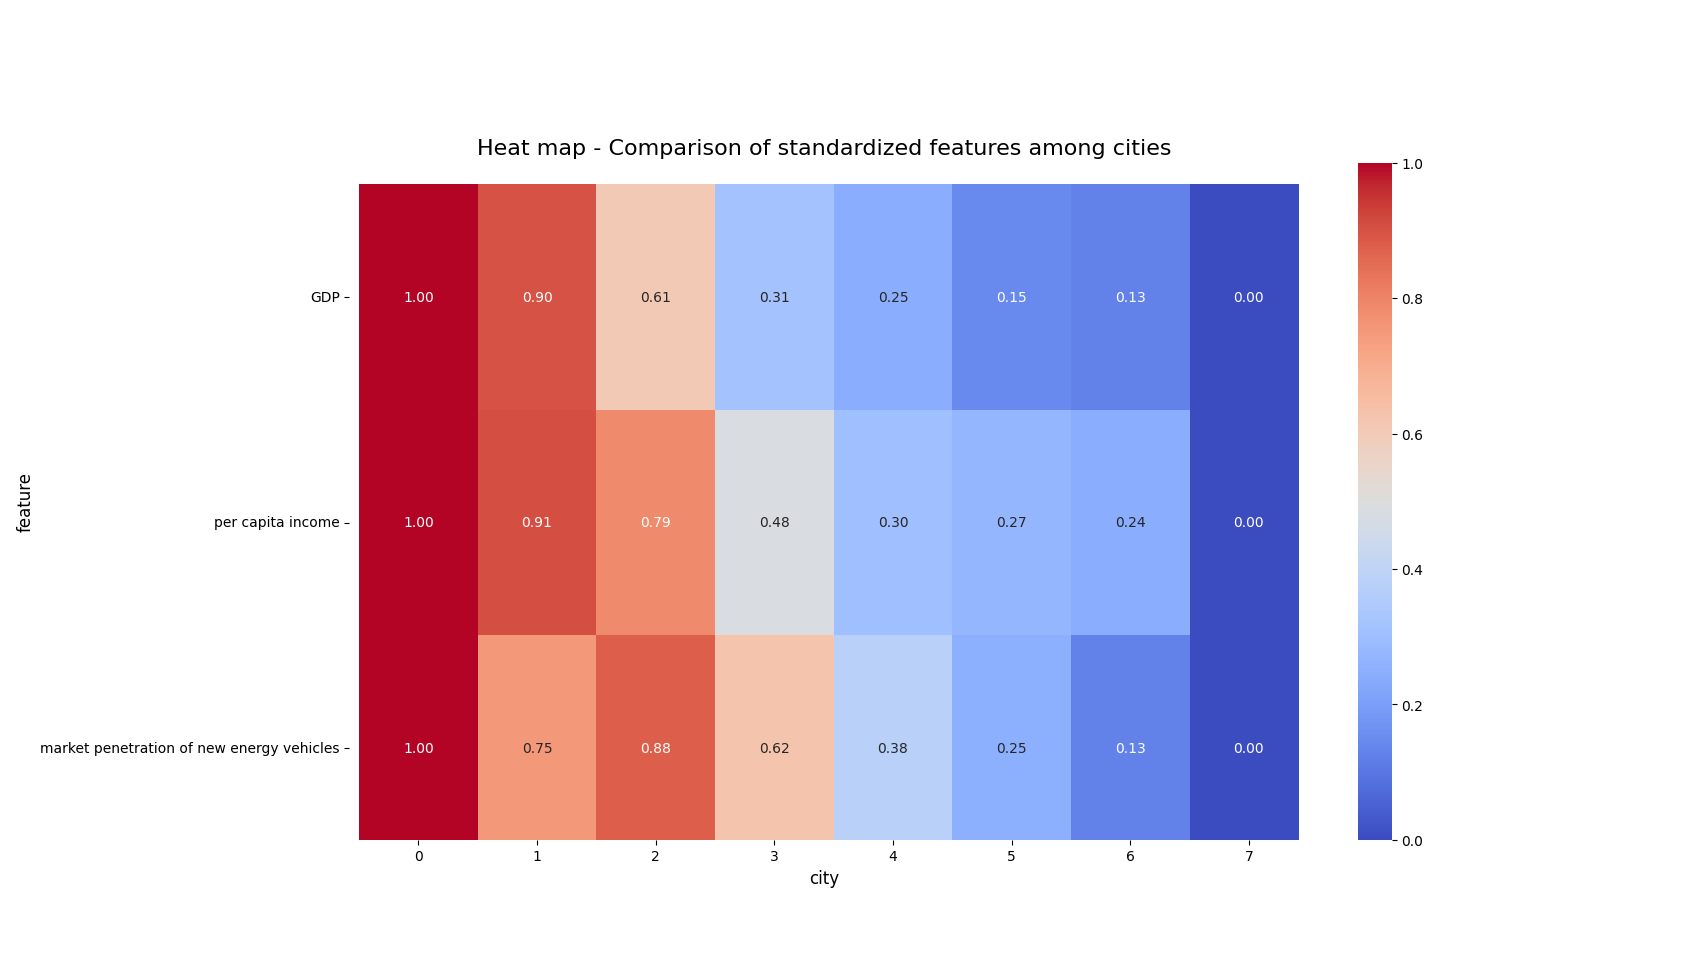 Heat map - Comparison of standardized features among cities
feature
GDP 1.00 0.90 0.61 0.31 0.25 0.15 0.13 0.00
per capita income 1.00 0.91 0.79 0.48 0.30 0.27 0.24 0.00
market penetration of new energy vehicles 1.00 0.75 0.88 0.62 0.38 0.25 0.13 0.00
0 1 2 3 4 5 6 7
city
1.0
0.8
0.6
0.4
0.2
0.0